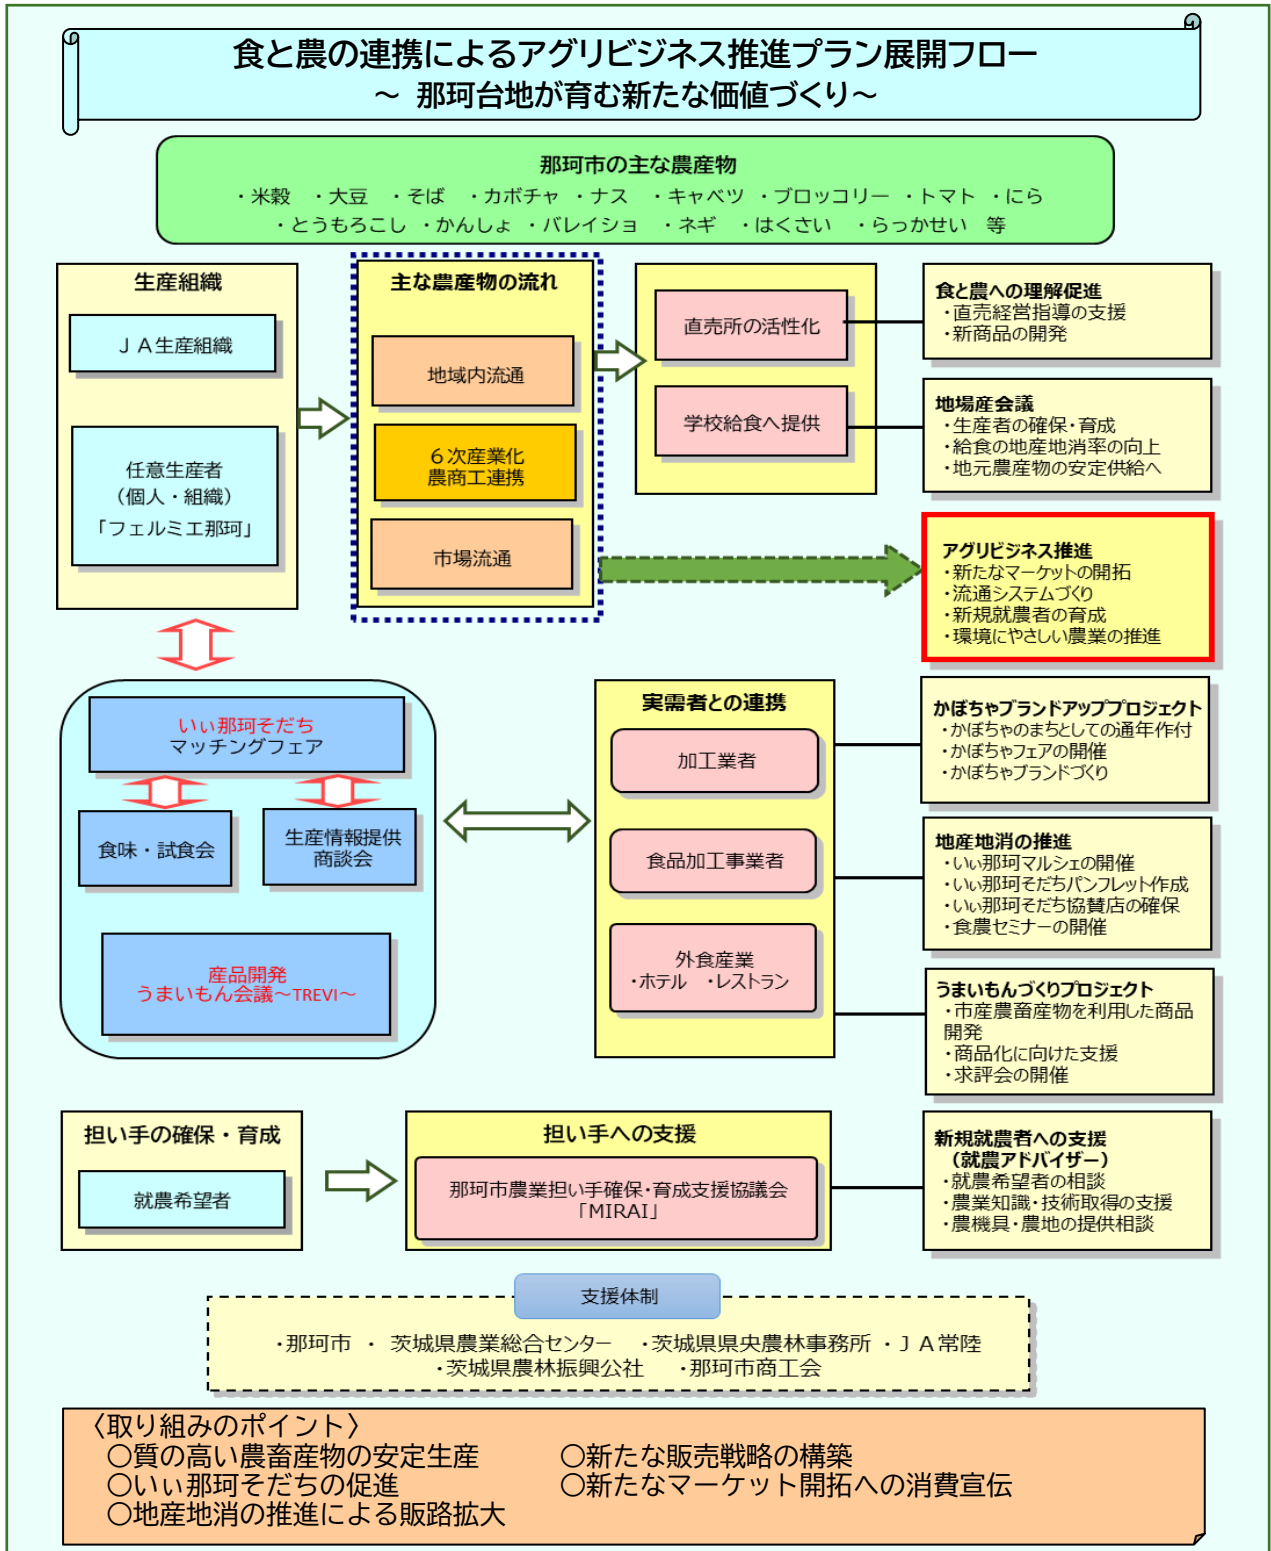 食と農の連携によるアグリビジネス推進プラン展開フロー
～ 那珂台地が育む新たな価値づくり～
那珂市の主な農産物
・米穀 ・大豆 ・そば ・カボチャ ・ナス ・キャベツ ・ブロッコリー ・トマト ・にら
・とうもろこし ・かんしょ ・バレイショ ・ネギ ・はくさい ・らっかせい 等
生産組織
ＪＡ生産組織
任意生産者
（個人・組織）
「フェルミエ那珂」
主な農産物の流れ
地域内流通
６次産業化
農商工連携
市場流通
直売所の活性化
学校給食へ提供
食と農への理解促進
・直売経営指導の支援
・新商品の開発
地場産会議
・生産者の確保・育成
・給食の地産地消率の向上
・地元農産物の安定供給へ
アグリビジネス推進
・新たなマーケットの開拓
・流通システムづくり
・新規就農者の育成
・環境にやさしい農業の推進
いぃ那珂そだち
マッチングフェア
食味・試食会
生産情報提供
商談会
産品開発
うまいもん会議～TREVI～
実需者との連携
加工業者
食品加工事業者
外食産業
・ホテル ・レストラン
かぼちゃブランドアッププロジェクト
・かぼちゃのまちとしての通年作付
・かぼちゃフェアの開催
・かぼちゃブランドづくり
地産地消の推進
・いぃ那珂マルシェの開催
・いぃ那珂そだちパンフレット作成
・いぃ那珂そだち協賛店の確保
・食農セミナーの開催
うまいもんづくりプロジェクト
・市産農畜産物を利用した商品
開発
・商品化に向けた支援
・求評会の開催
担い手の確保・育成
就農希望者
担い手への支援
那珂市農業担い手確保・育成支援協議会
「MIRAI」
新規就農者への支援
（就農アドバイザー）
・就農希望者の相談
・農業知識・技術取得の支援
・農機具・農地の提供相談
支援体制
・那珂市 ・ 茨城県農業総合センター ・茨城県県央農林事務所 ・ＪＡ常陸
・茨城県農林振興公社 ・那珂市商工会
〈取り組みのポイント〉
〇質の高い農畜産物の安定生産 〇新たな販売戦略の構築
〇いぃ那珂そだちの促進 〇新たなマーケット開拓への消費宣伝
〇地産地消の推進による販路拡大